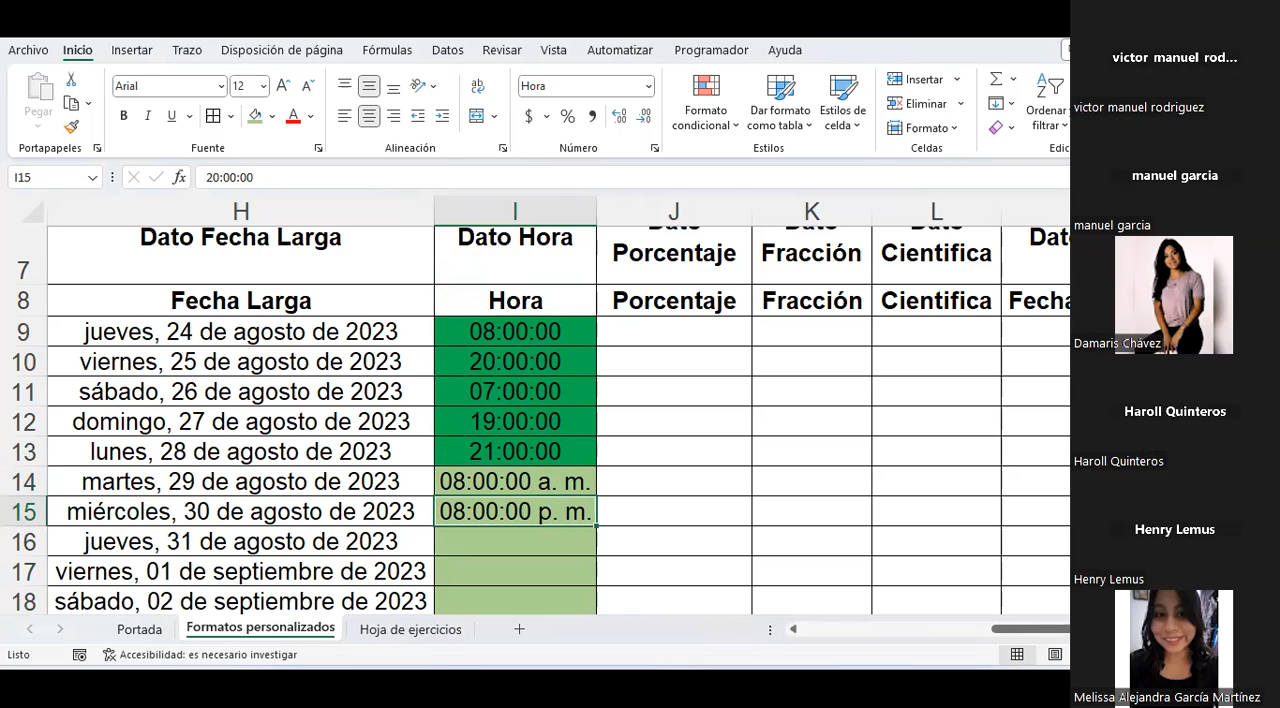 Archivo Inicio Insertar Trazo Disposición de página Fórmulas Datos Revisar Vista Automatizar Programador Ayuda
Pegar
Arial 12
N K S
Hora
$ %
Formato condicional
Dar formato como tabla
Estilos de celda
Insertar
Eliminar
Formato
Ordenar
filtrar
Portapapeles Fuente Alineación Número Estilos Celdas
I15 fx 20:00:00
H I J K L
7 Dato Fecha Larga Dato Hora Dato Porcentaje Dato Fracción Dato Cientifica
8 Fecha Larga Hora Porcentaje Fracción Cientifica
9 jueves, 24 de agosto de 2023 08:00:00
10 viernes, 25 de agosto de 2023 20:00:00
11 sábado, 26 de agosto de 2023 07:00:00
12 domingo, 27 de agosto de 2023 19:00:00
13 lunes, 28 de agosto de 2023 21:00:00
14 martes, 29 de agosto de 2023 08:00:00 a. m.
15 miércoles, 30 de agosto de 2023 08:00:00 p. m.
16 jueves, 31 de agosto de 2023
17 viernes, 01 de septiembre de 2023
18 sábado, 02 de septiembre de 2023
Portada Formatos personalizados Hoja de ejercicios
Listo Accesibilidad: es necesario investigar
victor manuel rod...
victor manuel rodriguez
manuel garcia
manuel garcia
Damaris Chávez
Haroll Quinteros
Haroll Quinteros
Henry Lemus
Henry Lemus
Melissa Alejandra García Martínez